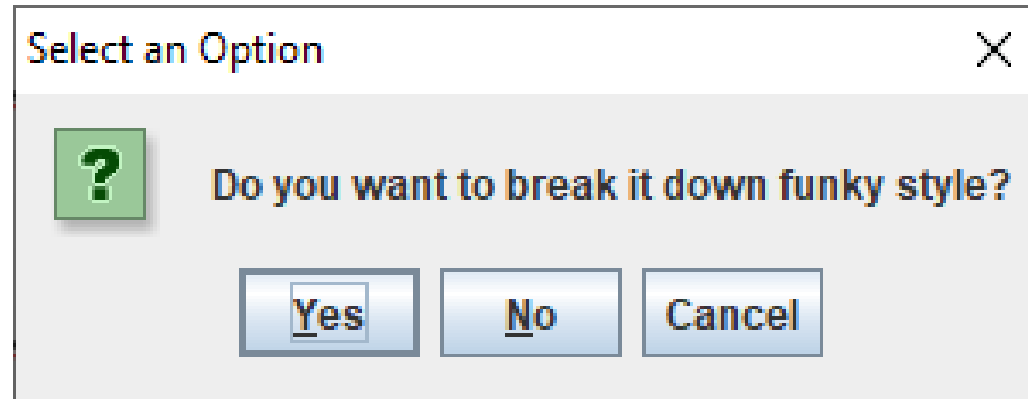 Select an Option
?
Do you want to break it down funky style?
Yes No Cancel